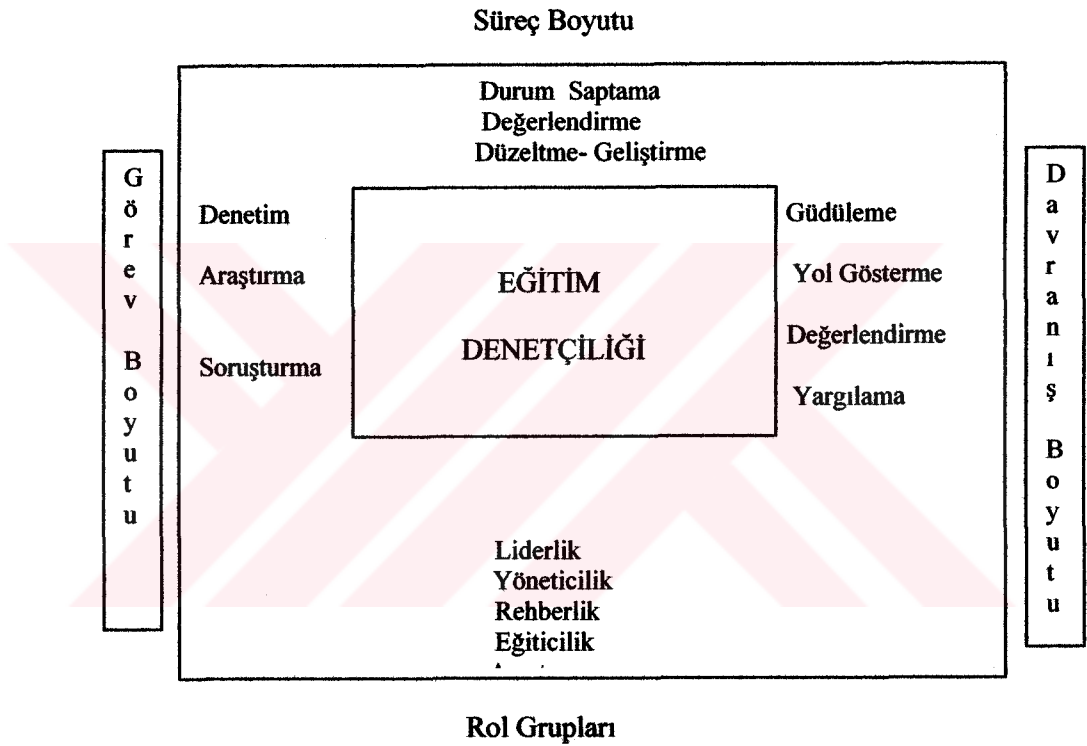 Süreç Boyutu
Durum Saptama
Değerlendirme
Düzeltme- Geliştirme
Görev Boyutu
Denetim
Araştırma
Soruşturma
EĞİTİM
DENETÇİLİĞİ
Güdüleme
Yol Gösterme
Değerlendirme
Yargılama
Davranış Boyutu
Liderlik
Yöneticilik
Rehberlik
Eğiticilik
Rol Grupları